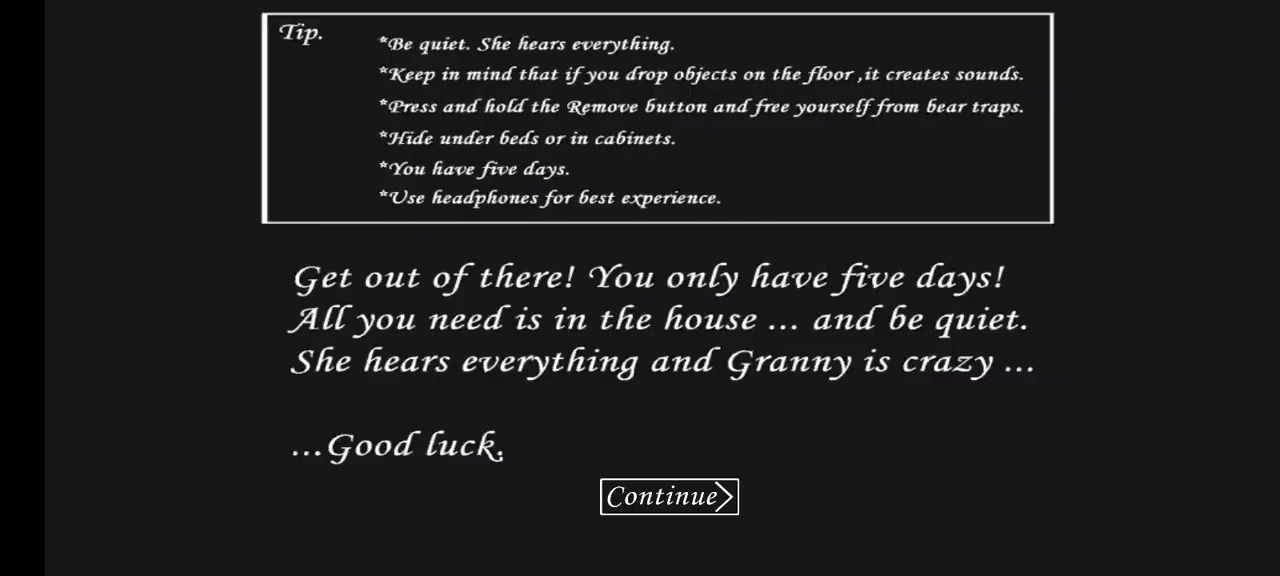 Tip.
*Be quiet. She hears everything.
*Keep in mind that if you drop objects on the floor ,it creates sounds.
*Press and hold the Remove button and free yourself from bear traps.
*Hide under beds or in cabinets.
*You have five days.
*Use headphones for best experience.
Get out of there! You only have five days!
All you need is in the house ... and be quiet.
She hears everything and Granny is crazy ...
...Good luck.
Continue>